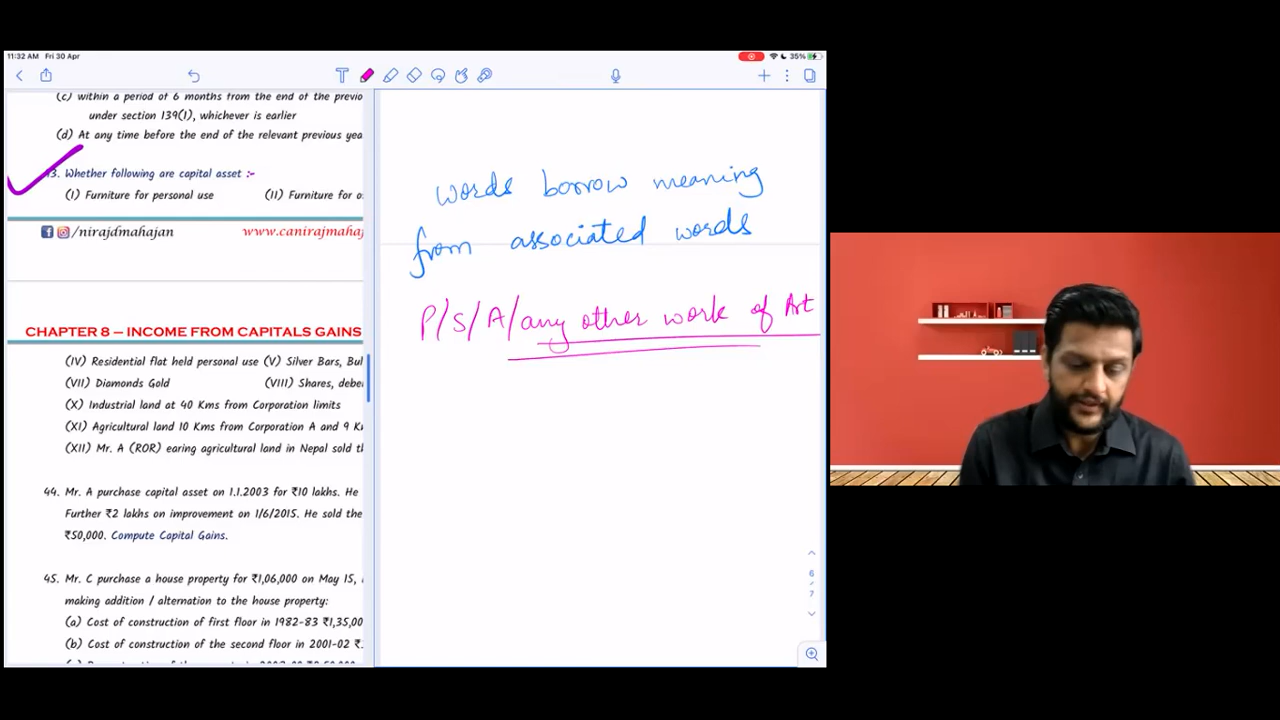 11:32 AM Fri 30 Apr
35%
(c) within a period of 6 months from the end of the previo
under section 139(1), whichever is earlier
(d) At any time before the end of the relevant previous yea
43. Whether following are capital asset :-
(I) Furniture for personal use (II) Furniture for o
/nirajdmahajan www.canirajmahaj
CHAPTER 8 – INCOME FROM CAPITALS GAINS
(IV) Residential flat held personal use (V) Silver Bars, Bul
(VII) Diamonds Gold (VIII) Shares, debe
(X) Industrial land at 40 Kms from Corporation limits
(XI) Agricultural land 10 Kms from Corporation A and 9 K
(XII) Mr. A (ROR) earing agricultural land in Nepal sold th
44. Mr. A purchase capital asset on 1.1.2003 for ₹10 lakhs. He
Further ₹2 lakhs on improvement on 1/6/2015. He sold the
₹50,000. Compute Capital Gains.
45. Mr. C purchase a house property for ₹1,06,000 on May 15,
making addition / alternation to the house property:
(a) Cost of construction of first floor in 1982-83 ₹1,35,00
(b) Cost of construction of the second floor in 2001-02 ₹
words borrow meaning
from associated words
P/S/A/any other work of Art
6
/
7